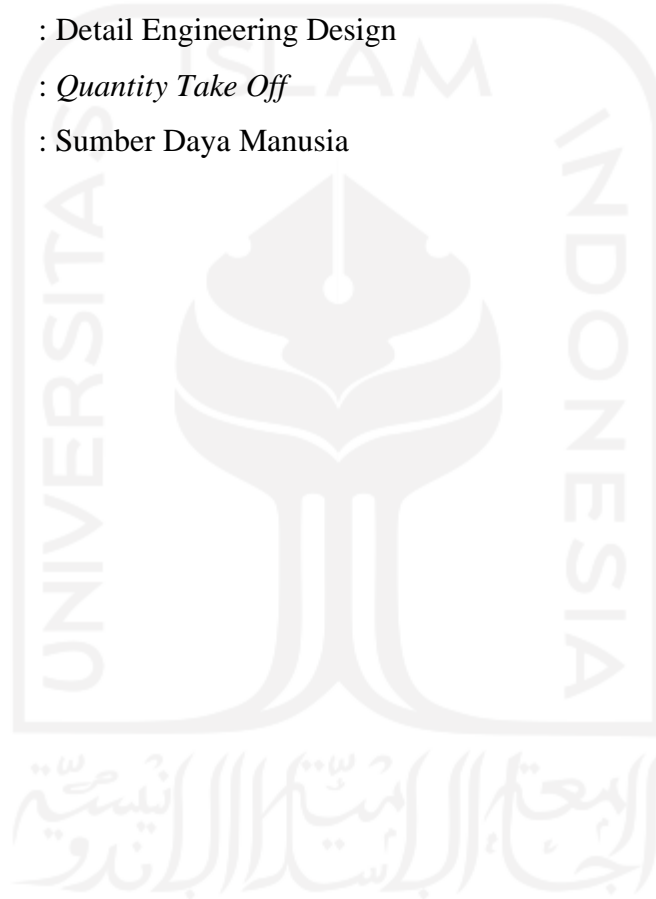 : Detail Engineering Design
: Quantity Take Off
: Sumber Daya Manusia
ISLAM
UNIVERSITAS
INDONESIA